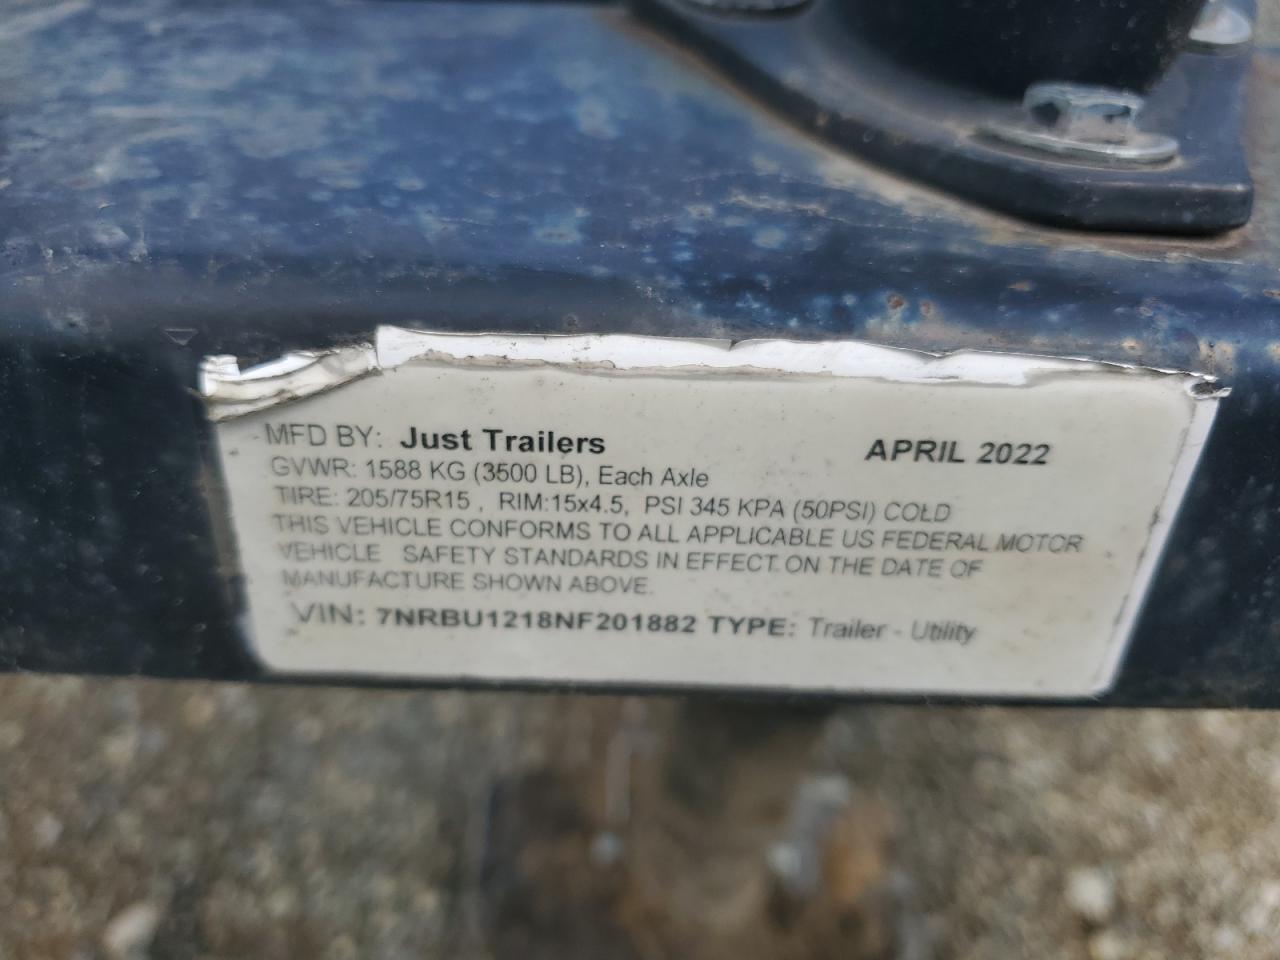 MFD BY: Just Trailers APRIL 2022
GVWR: 1588 KG (3500 LB), Each Axle
TIRE: 205/75R15 , RIM:15x4.5, PSI 345 KPA (50PSI) COLD
THIS VEHICLE CONFORMS TO ALL APPLICABLE US FEDERAL MOTOR
VEHICLE SAFETY STANDARDS IN EFFECT ON THE DATE OF
MANUFACTURE SHOWN ABOVE.
VIN: 7NRBU1218NF201882 TYPE: Trailer - Utility